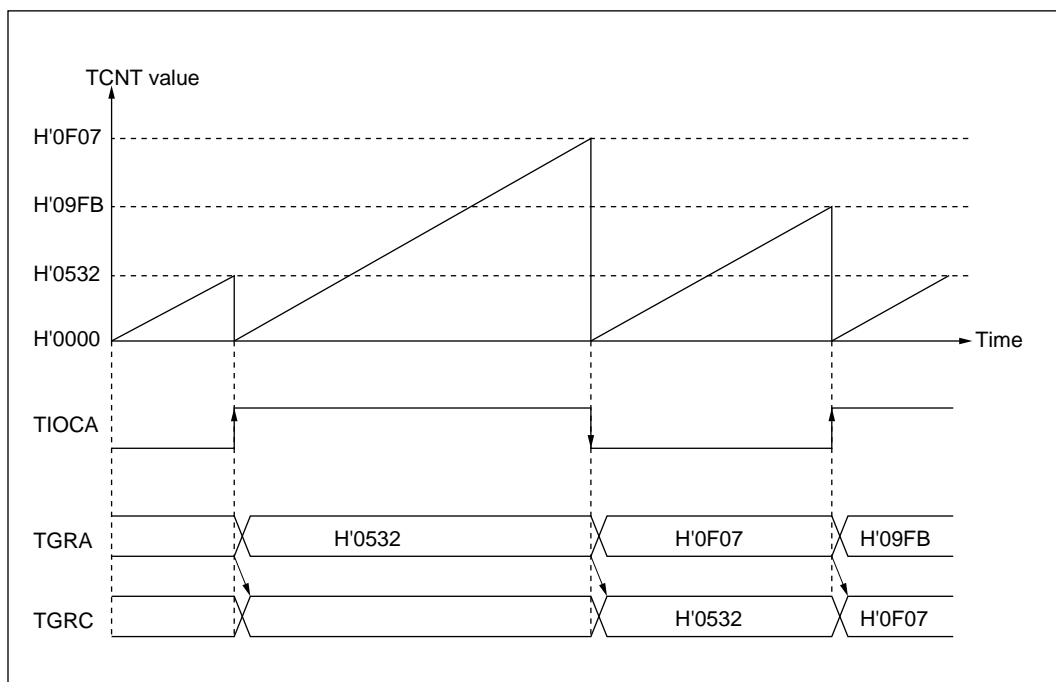 TCNT value
H'0F07
H'09FB
H'0532
H'0000
Time
TIOCA
TGRA
H'0532
H'0F07
H'09FB
TGRC
H'0532
H'0F07